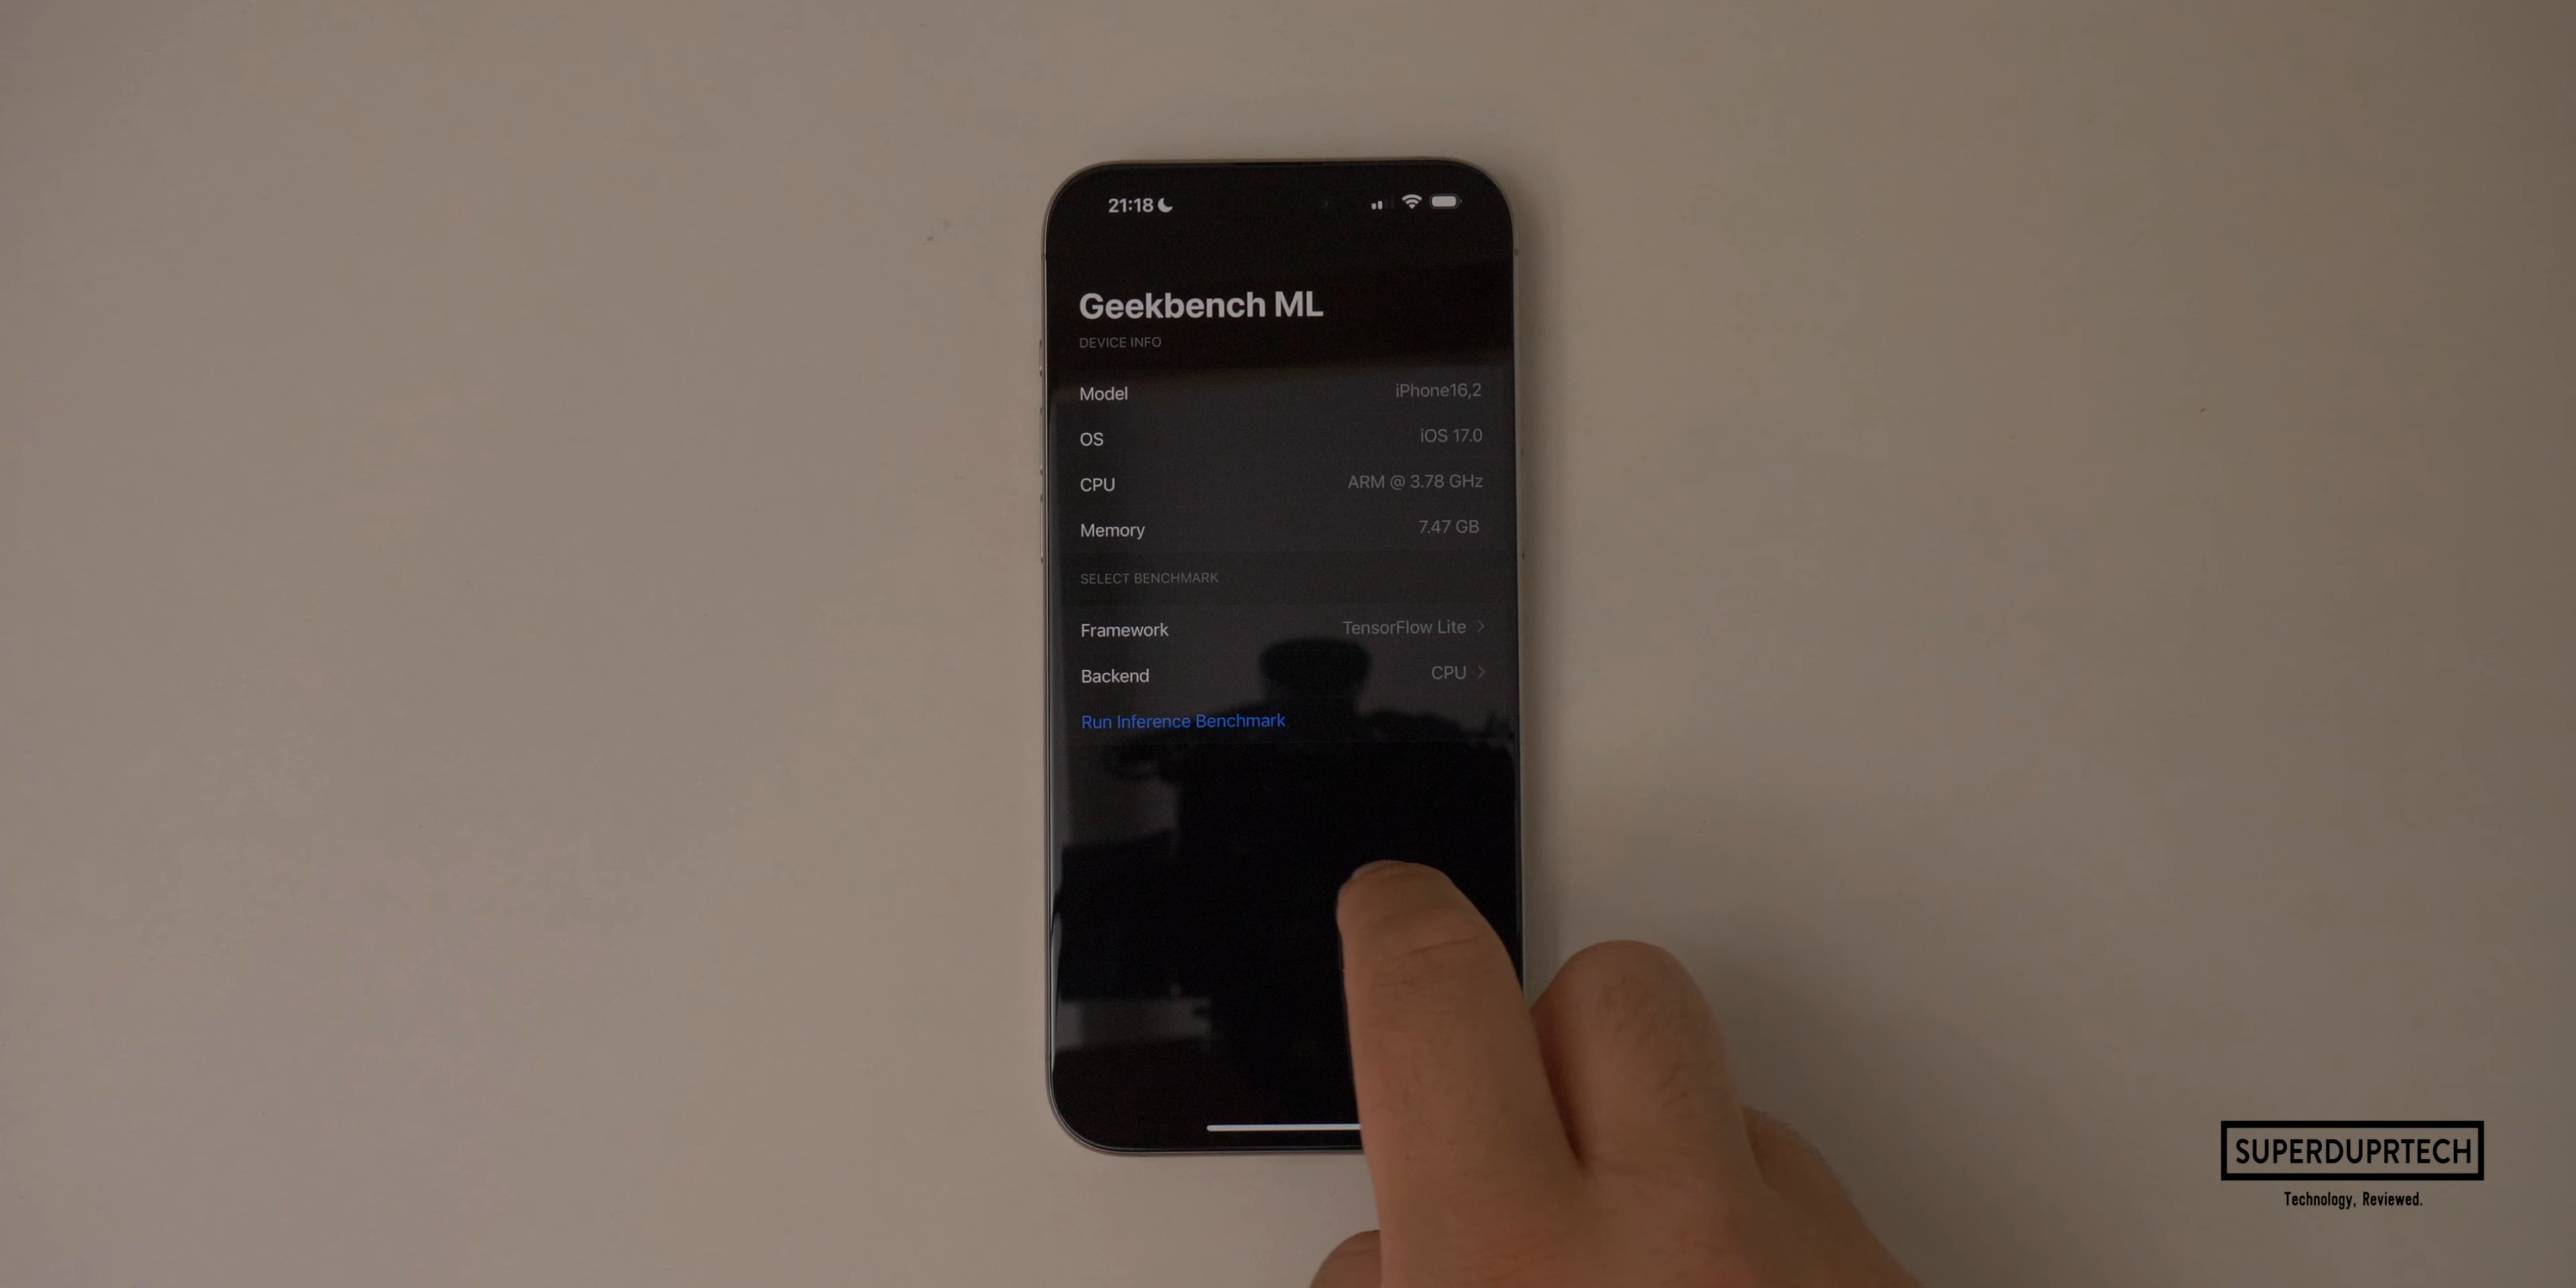 21:18
Geekbench ML
DEVICE INFO
Model iPhone16,2
OS iOS 17.0
CPU ARM @ 3.78 GHz
Memory 7.47 GB
SELECT BENCHMARK
Framework TensorFlow Lite
Backend CPU
Run Inference Benchmark
SUPERDUPRTECH
Technology, Reviewed.